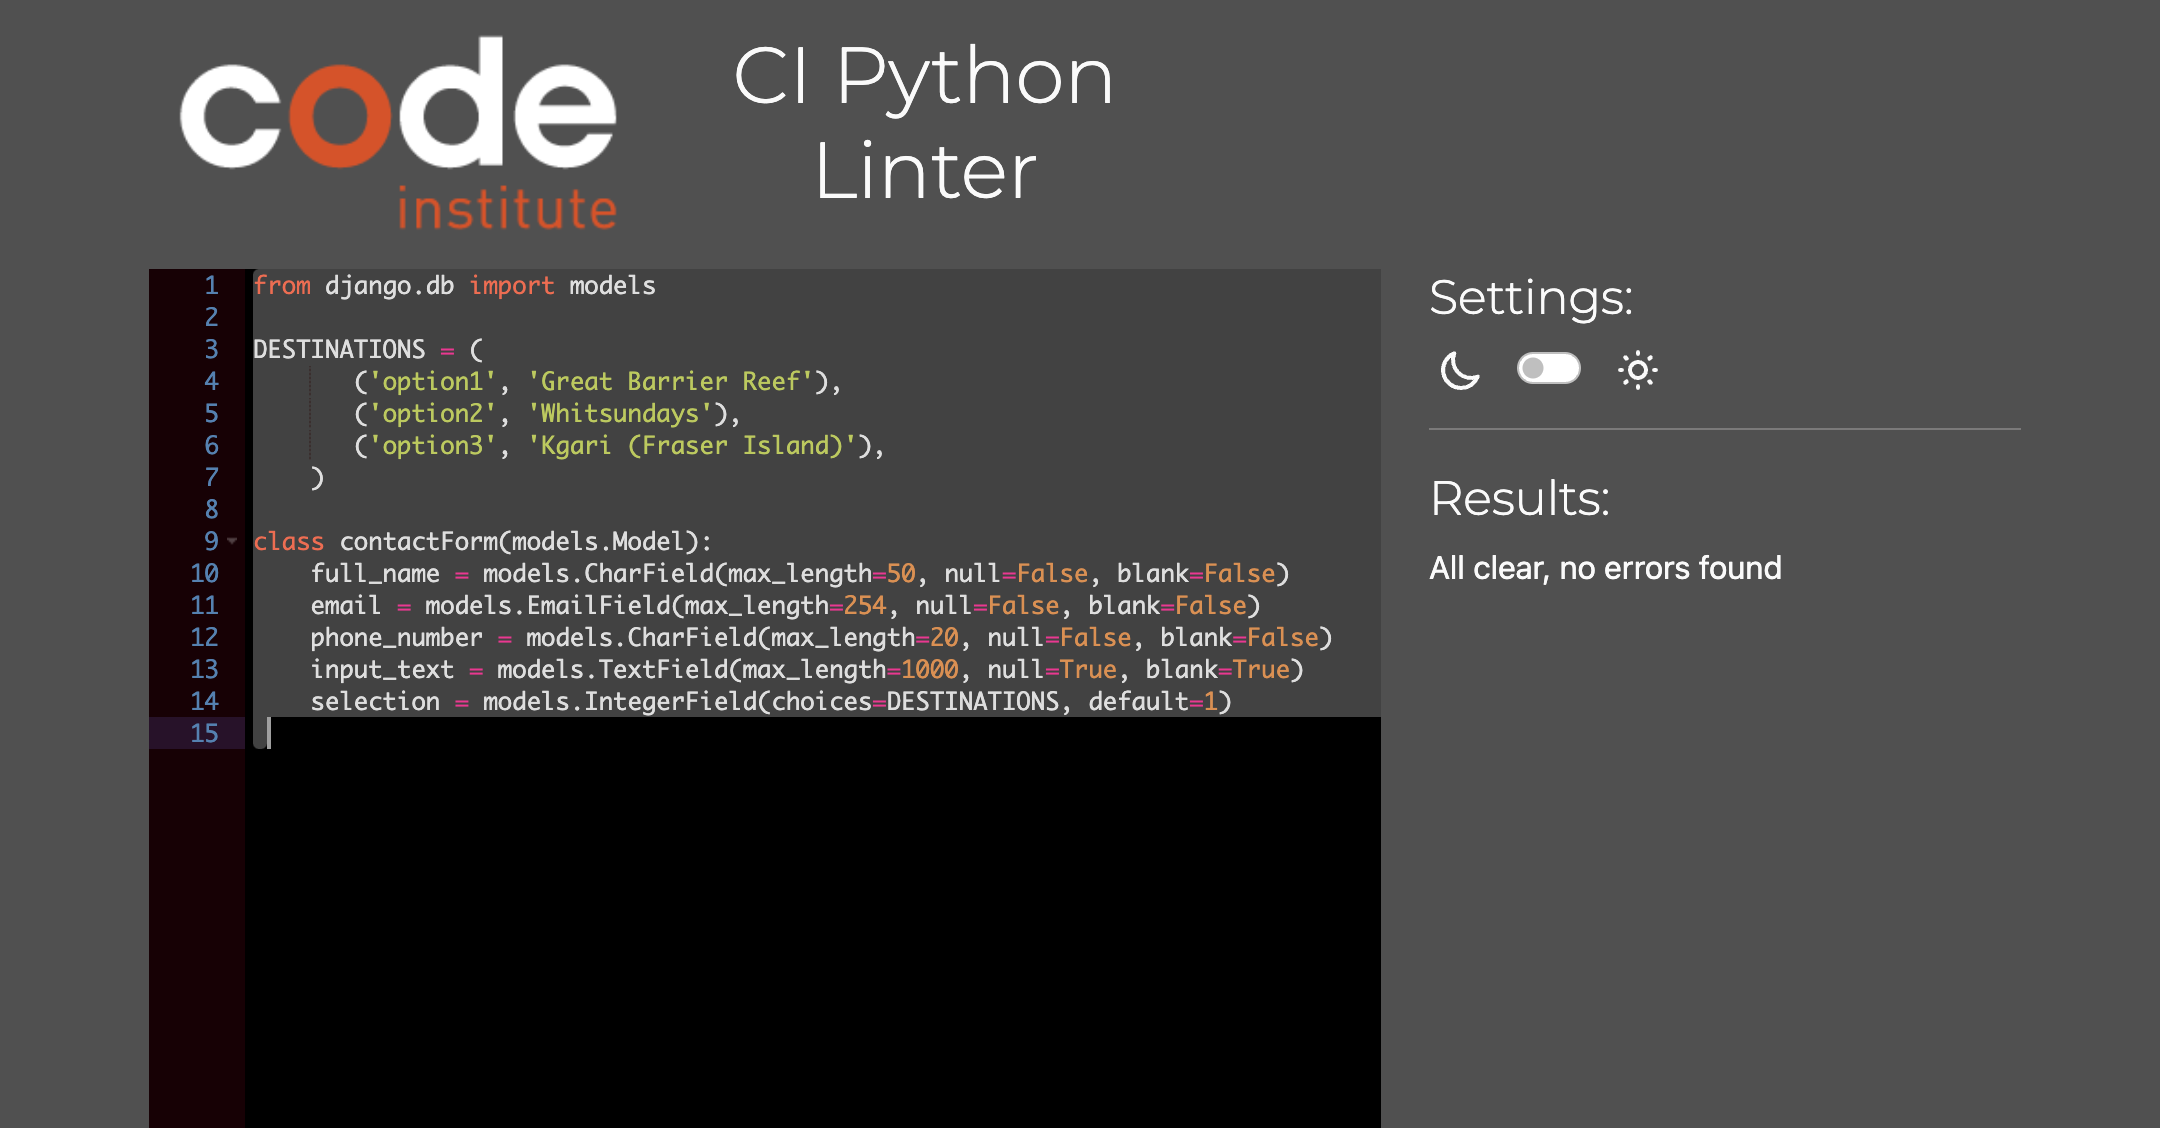 code
institute
CI Python
Linter
1 from django.db import models
2
3 DESTINATIONS = (
4        ('option1', 'Great Barrier Reef'),
5        ('option2', 'Whitsundays'),
6        ('option3', 'Kgari (Fraser Island)'),
7     )
8
9 class contactForm(models.Model):
10     full_name = models.CharField(max_length=50, null=False, blank=False)
11     email = models.EmailField(max_length=254, null=False, blank=False)
12     phone_number = models.CharField(max_length=20, null=False, blank=False)
13     input_text = models.TextField(max_length=1000, null=True, blank=True)
14     selection = models.IntegerField(choices=DESTINATIONS, default=1)
15
Settings:
Results:
All clear, no errors found